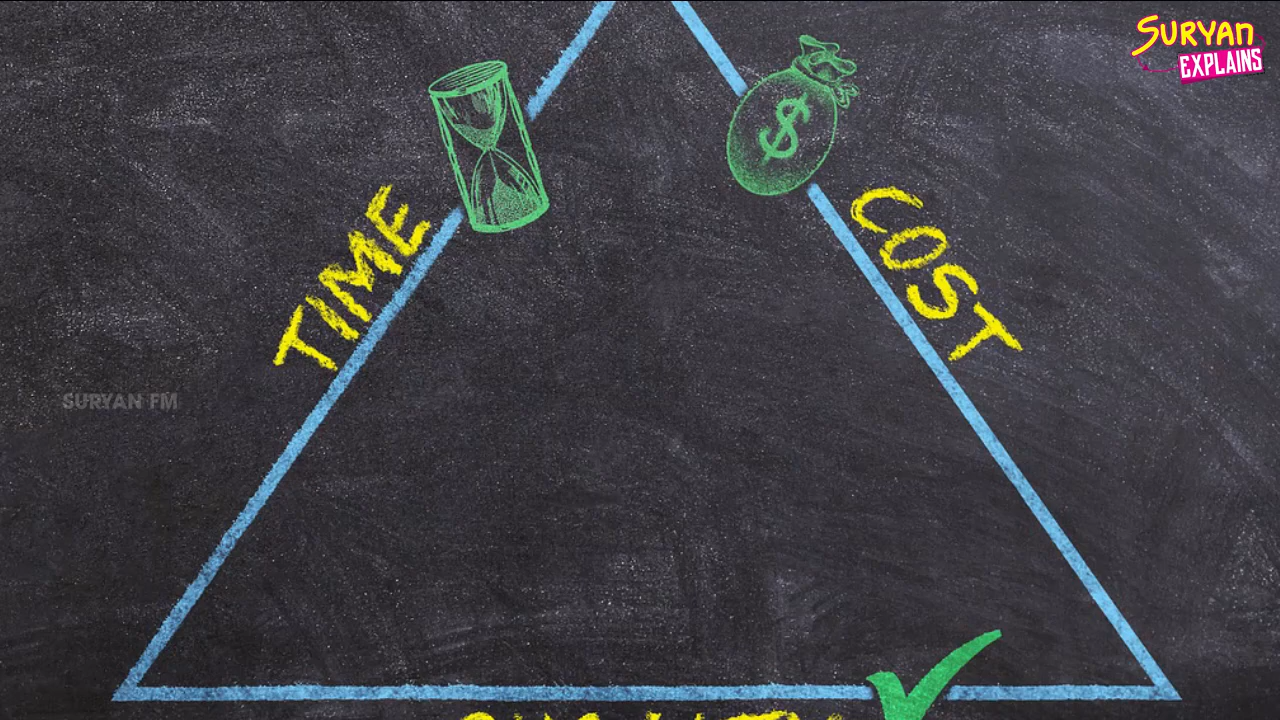 SURYAN
EXPLAINS
TIME
$
COST
SURYAN FM